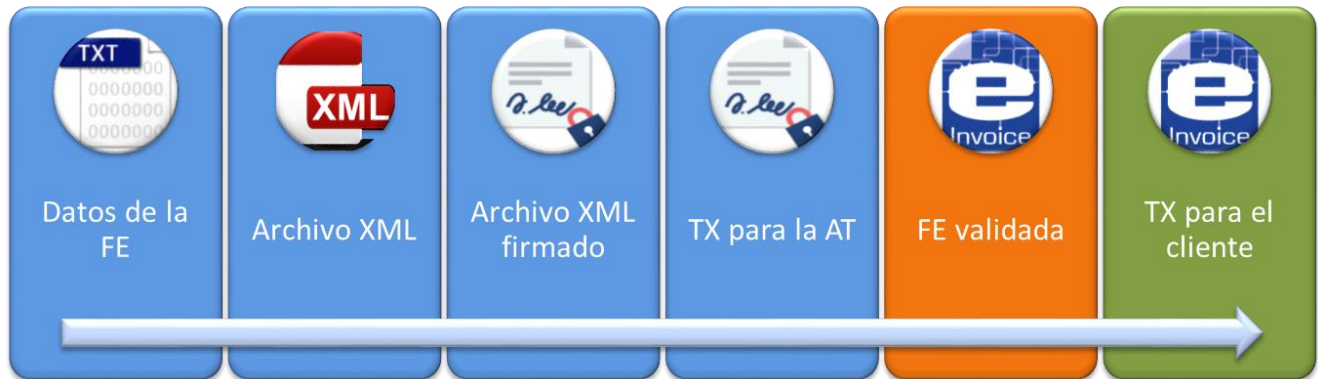 TXT
0000000
0000000
0000000
0000000
Datos de la
FE
XML
Archivo XML
Archivo XML
firmado
TX para la AT
e
Invoice
FE validada
e
Invoice
TX para el
cliente